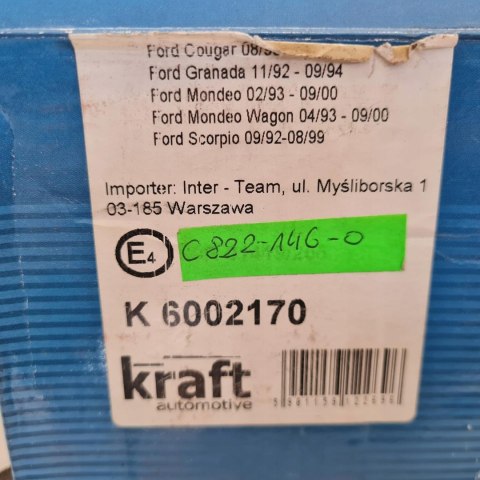 Ford Cougar
Ford Granada 11/92 - 09/94
Ford Mondeo 02/93 - 09/00
Ford Mondeo Wagon 04/93 - 09/00
Ford Scorpio 09/92-08/99
Importer: Inter - Team, ul. Myśliborska 1
03-185 Warszawa
E4 C822-146-0
K 6002170
kraft
automotive